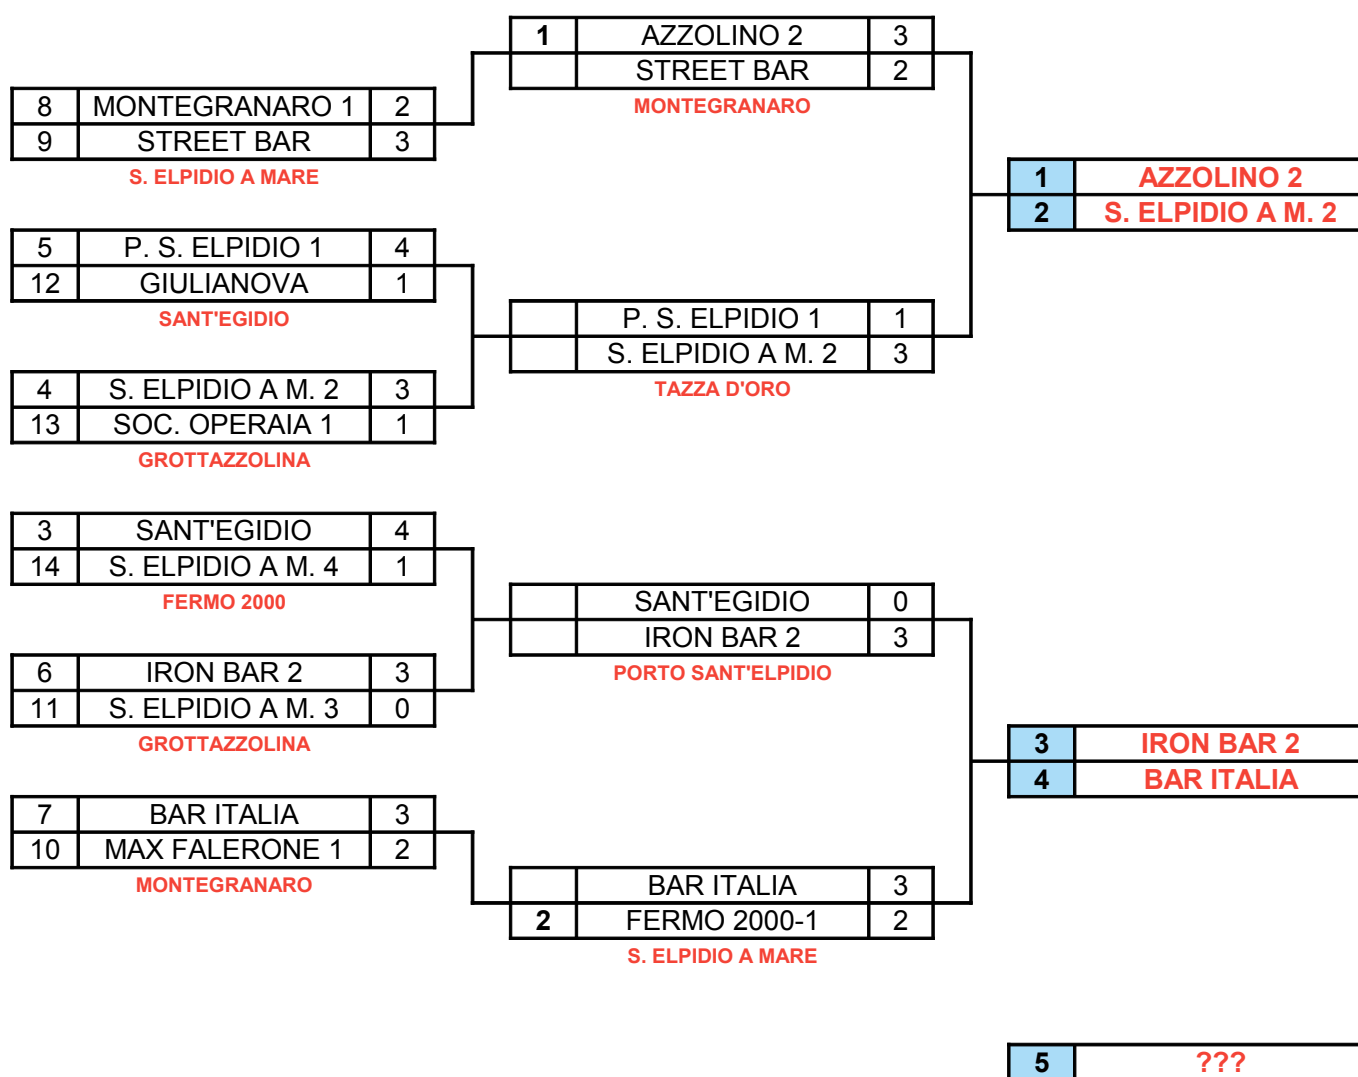 1 AZZOLINO 2 3
STREET BAR 2
MONTEGRANARO
8 MONTEGRANARO 1 2
9 STREET BAR 3
S. ELPIDIO A MARE
1 AZZOLINO 2
2 S. ELPIDIO A M. 2
5 P. S. ELPIDIO 1 4
12 GIULIANOVA 1
SANT'EGIDIO
P. S. ELPIDIO 1 1
S. ELPIDIO A M. 2 3
TAZZA D'ORO
4 S. ELPIDIO A M. 2 3
13 SOC. OPERAIA 1 1
GROTTAZZOLINA
3 SANT'EGIDIO 4
14 S. ELPIDIO A M. 4 1
FERMO 2000
SANT'EGIDIO 0
IRON BAR 2 3
PORTO SANT'ELPIDIO
6 IRON BAR 2 3
11 S. ELPIDIO A M. 3 0
GROTTAZZOLINA
3 IRON BAR 2
4 BAR ITALIA
7 BAR ITALIA 3
10 MAX FALERONE 1 2
MONTEGRANARO
BAR ITALIA 3
2 FERMO 2000-1 2
S. ELPIDIO A MARE
5 ???